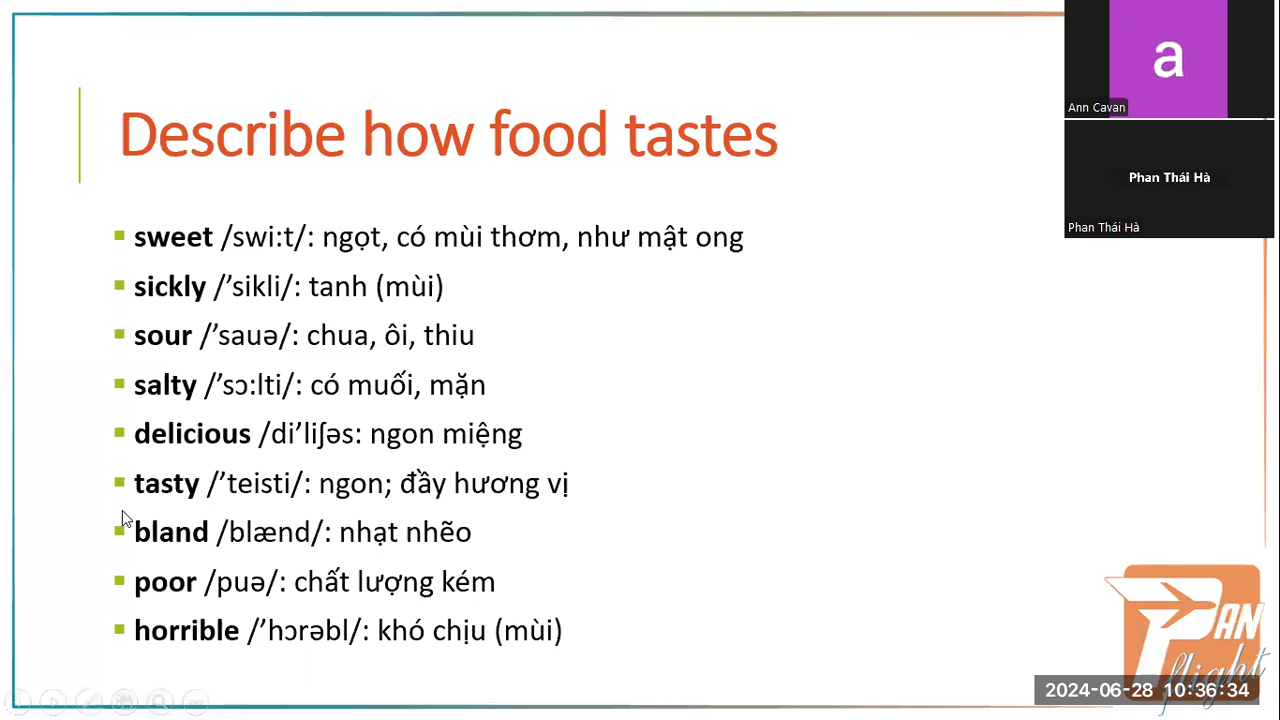 Describe how food tastes
sweet /swi:t/: ngọt, có mùi thơm, như mật ong
sickly /’sikli/: tanh (mùi)
sour /’sauə/: chua, ôi, thiu
salty /’sɔ:lti/: có muối, mặn
delicious /di’liʃəs: ngon miệng
tasty /’teisti/: ngon; đầy hương vị
bland /blænd/: nhạt nhẽo
poor /puə/: chất lượng kém
horrible /’hɔrəbl/: khó chịu (mùi)
a
Ann Cavan
Phan Thái Hà
Phan Thái Hà
PAN
flight
2024-06-28 10:36:34